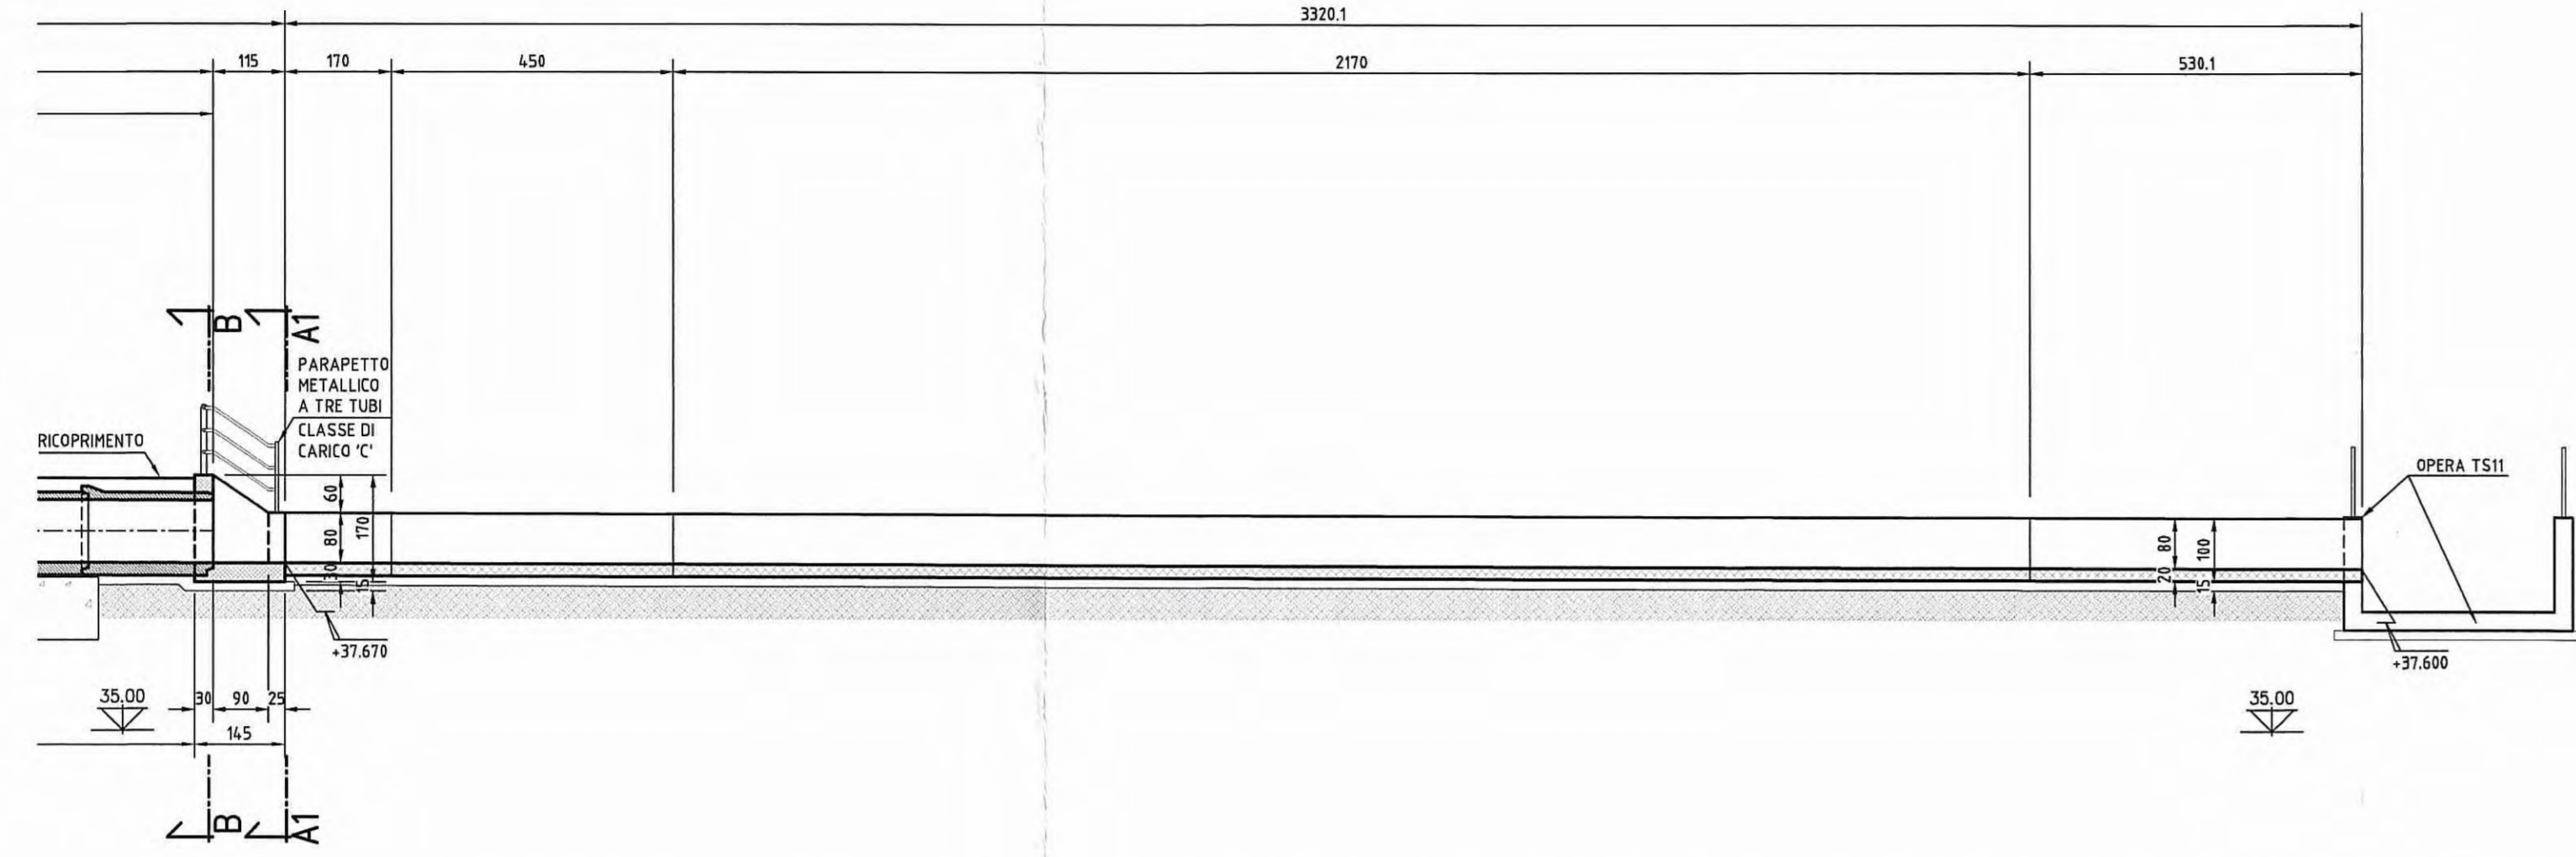 3320.1
115
170
450
2170
530.1
B
A1
PARAPETTO
METALLICO
A TRE TUBI
CLASSE DI
CARICO 'C'
RICOPRIMENTO
OPERA TS11
60
80
170
30
15
80
100
20
15
+37.670
+37.600
35.00
30
90
25
35.00
145
B
A1